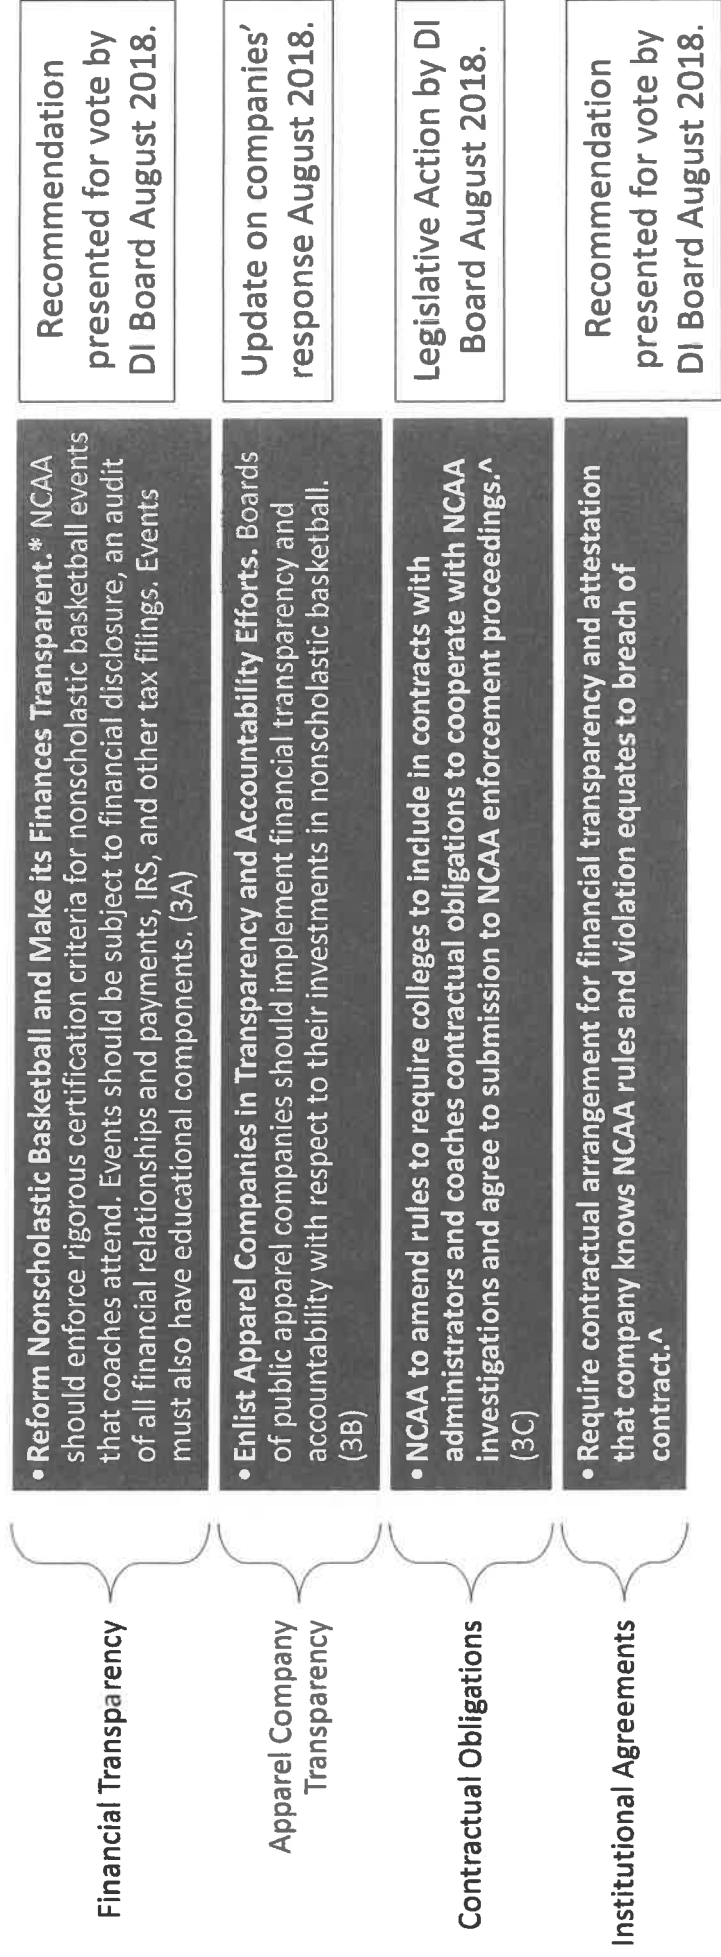 Financial Transparency
• Reform Nonscholastic Basketball and Make its Finances Transparent.* NCAA
should enforce rigorous certification criteria for nonscholastic basketball events
that coaches attend. Events should be subject to financial disclosure, an audit
of all financial relationships and payments, IRS, and other tax filings. Events
must also have educational components. (3A)
Recommendation
presented for vote by
DI Board August 2018.
Apparel Company
Transparency
• Enlist Apparel Companies in Transparency and Accountability Efforts. Boards
of public apparel companies should implement financial transparency and
accountability with respect to their investments in nonscholastic basketball.
(3B)
Update on companies'
response August 2018.
Contractual Obligations
• NCAA to amend rules to require colleges to include in contracts with
administrators and coaches contractual obligations to cooperate with NCAA
investigations and agree to submission to NCAA enforcement proceedings.^
(3C)
Legislative Action by DI
Board August 2018.
Institutional Agreements
• Require contractual arrangement for financial transparency and attestation
that company knows NCAA rules and violation equates to breach of
contract.^
Recommendation
presented for vote by
DI Board August 2018.